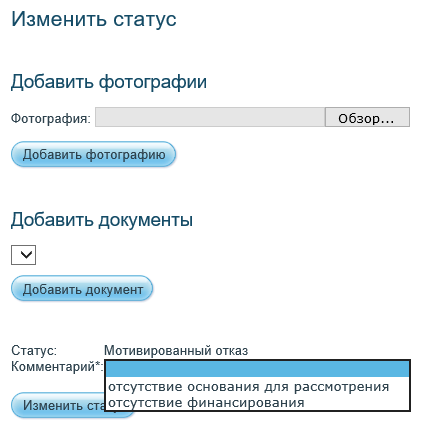 Изменить статус
Добавить фотографии
Фотография: Обзор...
Добавить фотографию
Добавить документы
Добавить документ
Статус: Мотивированный отказ
Комментарий*:
отсутствие основания для рассмотрения
отсутствие финансирования
Изменить